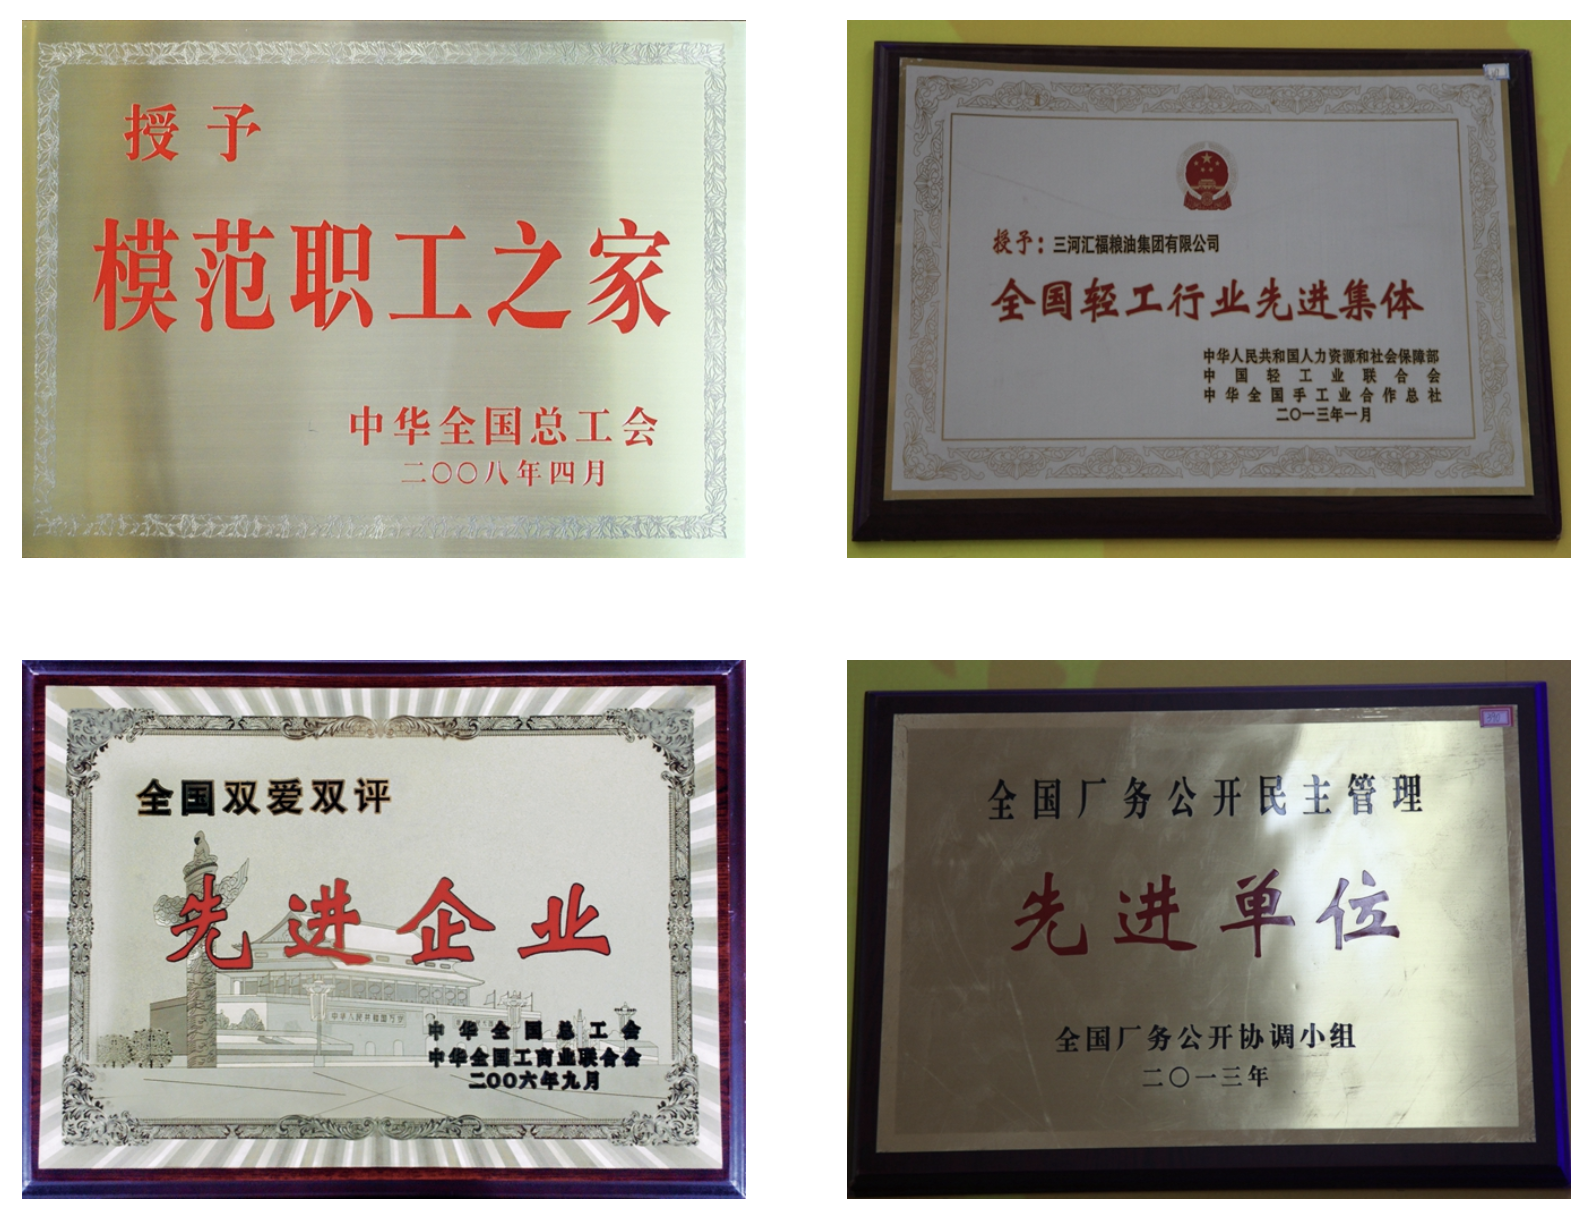 授予
模范职工之家
中华全国总工会
二〇〇八年四月
授予：三河汇福粮油集团有限公司
全国轻工行业先进集体
中华人民共和国人力资源和社会保障部
中国轻工业联合会
中华全国手工业合作总社
二〇一三年一月
全国双爱双评
先进企业
中华全国总工会
中华全国工商业联合会
二〇〇六年九月
全国厂务公开民主管理
先进单位
全国厂务公开协调小组
二〇一三年